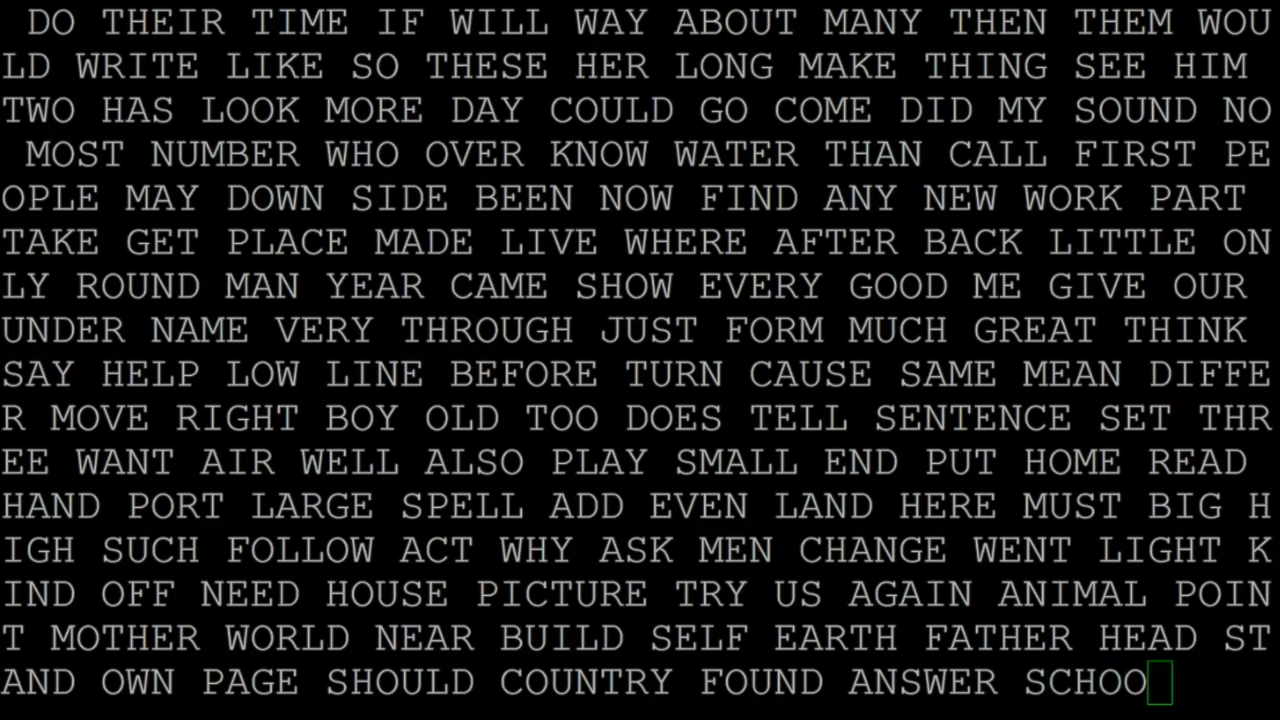 DO THEIR TIME IF WILL WAY ABOUT MANY THEN THEM WOU
LD WRITE LIKE SO THESE HER LONG MAKE THING SEE HIM
TWO HAS LOOK MORE DAY COULD GO COME DID MY SOUND NO
MOST NUMBER WHO OVER KNOW WATER THAN CALL FIRST PE
OPLE MAY DOWN SIDE BEEN NOW FIND ANY NEW WORK PART
TAKE GET PLACE MADE LIVE WHERE AFTER BACK LITTLE ON
LY ROUND MAN YEAR CAME SHOW EVERY GOOD ME GIVE OUR
UNDER NAME VERY THROUGH JUST FORM MUCH GREAT THINK
SAY HELP LOW LINE BEFORE TURN CAUSE SAME MEAN DIFFE
R MOVE RIGHT BOY OLD TOO DOES TELL SENTENCE SET THR
EE WANT AIR WELL ALSO PLAY SMALL END PUT HOME READ
HAND PORT LARGE SPELL ADD EVEN LAND HERE MUST BIG H
IGH SUCH FOLLOW ACT WHY ASK MEN CHANGE WENT LIGHT K
IND OFF NEED HOUSE PICTURE TRY US AGAIN ANIMAL POIN
T MOTHER WORLD NEAR BUILD SELF EARTH FATHER HEAD ST
AND OWN PAGE SHOULD COUNTRY FOUND ANSWER SCHOO